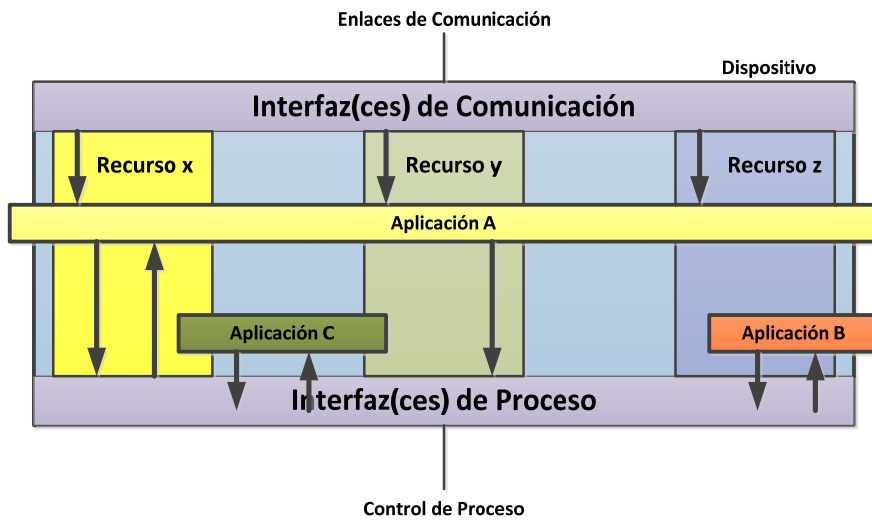 Enlaces de Comunicación
Dispositivo
Interfaz(ces) de Comunicación
Recurso x
Recurso y
Recurso z
Aplicación A
Aplicación C
Aplicación B
Interfaz(ces) de Proceso
Control de Proceso